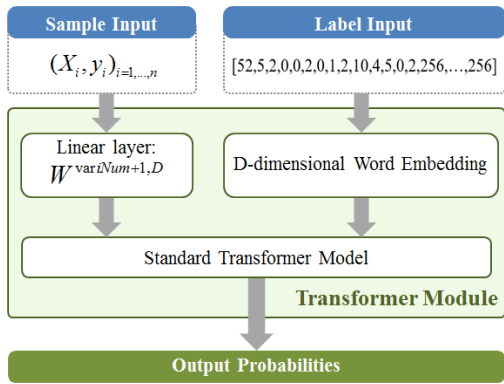 Sample Input
Label Input
(X_i, y_i)_{i=1,...,n}
[52,5,2,0,0,2,0,1,2,10,4,5,0,2,256,...,256]
Linear layer:
W^{variNum+1,D}
D-dimensional Word Embedding
Standard Transformer Model
Transformer Module
Output Probabilities